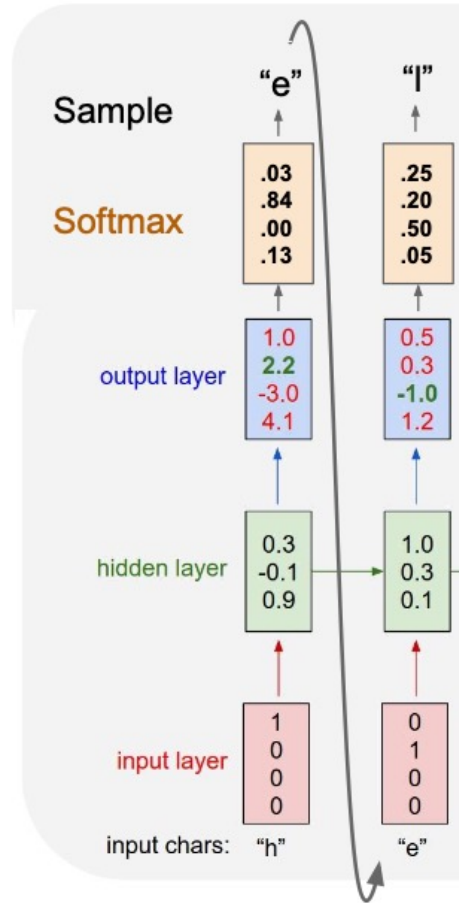 Sample “e” “l”
Softmax
.03 .25
.84 .20
.00 .50
.13 .05
output layer
1.0 0.5
2.2 0.3
-3.0 -1.0
4.1 1.2
hidden layer
0.3 1.0
-0.1 0.3
0.9 0.1
input layer
1 0
0 1
0 0
0 0
input chars: “h” “e”